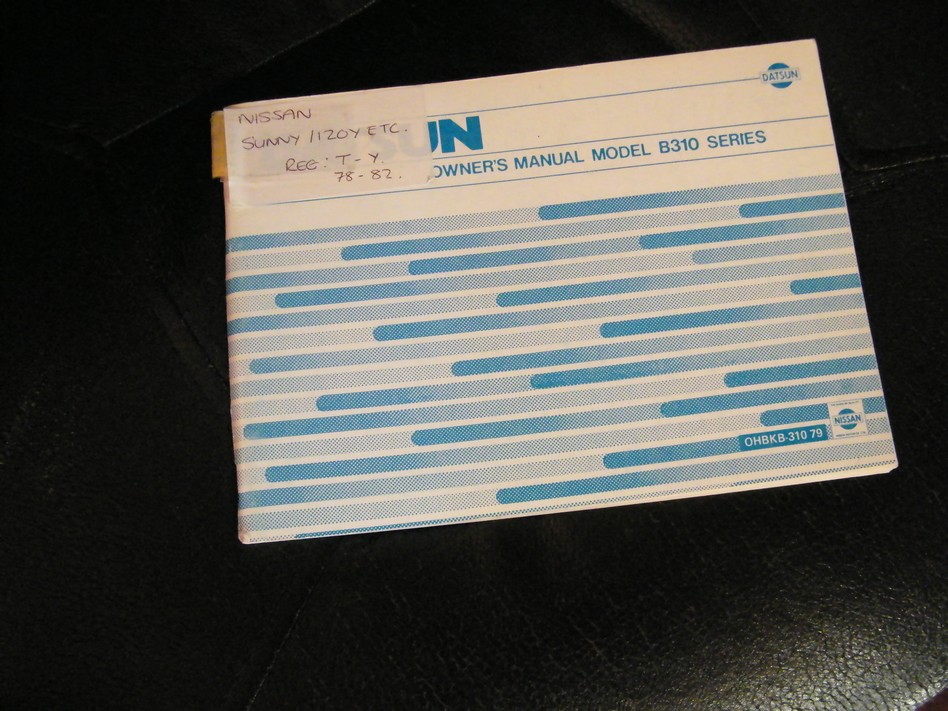 DATSUN
NISSAN
SUNNY /120Y ETC.
REG: T-Y.
78-82.
SUN
OWNER'S MANUAL MODEL B310 SERIES
NISSAN
OHBKB-310 79